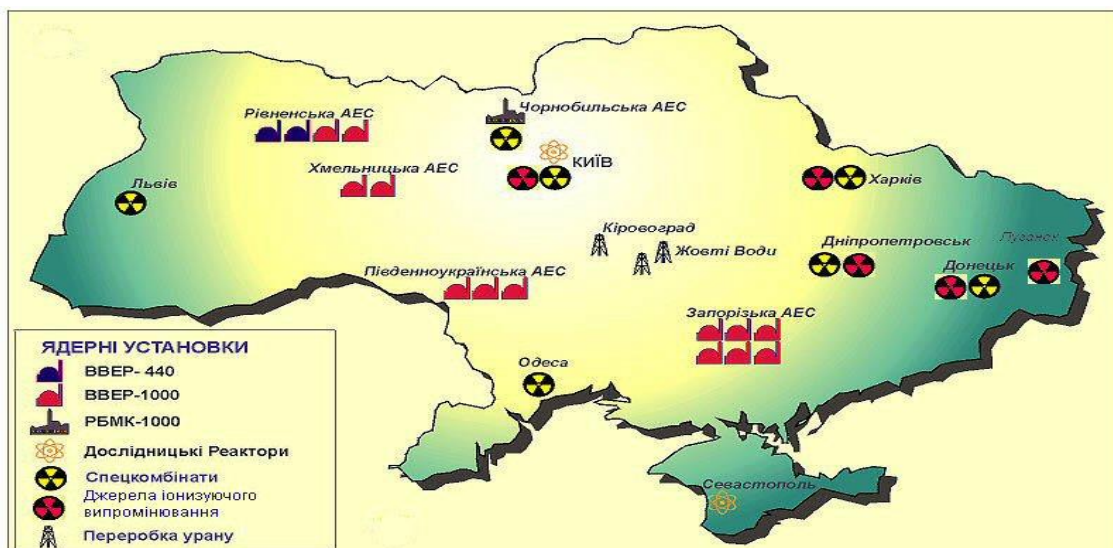 Чорнобильська АЕС
Рівненська АЕС
КИЇВ
Хмельницька АЕС
Львів
Харків
Кіровоград
Жовті Води
Дніпропетровськ
Луганск
Донецьк
Південноукраїнська АЕС
Запорізька АЕС
Одеса
Севастополь
ЯДЕРНІ УСТАНОВКИ
ВВЕР- 440
ВВЕР-1000
РБМК-1000
Дослідницькі Реактори
Спецкомбінати
Джерела іонизуючого
випромінювання
Переробка урану